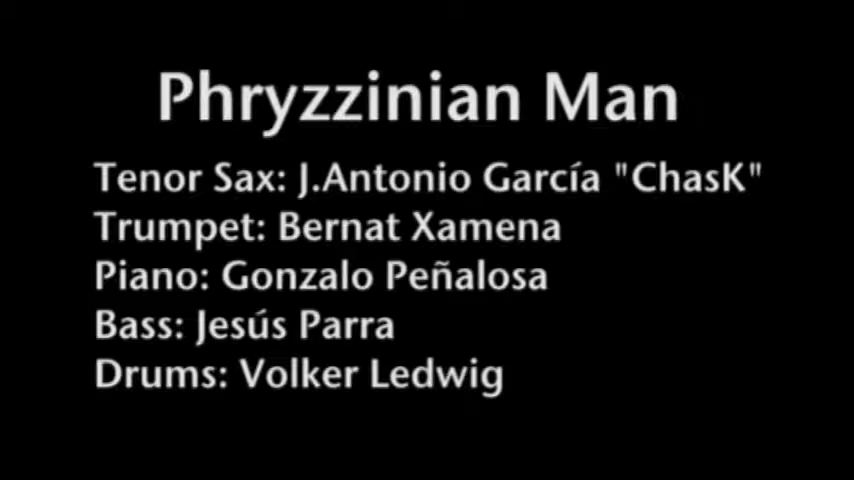 Phryzzinian Man
Tenor Sax: J.Antonio García "ChasK"
Trumpet: Bernat Xamena
Piano: Gonzalo Peñalosa
Bass: Jesús Parra
Drums: Volker Ledwig